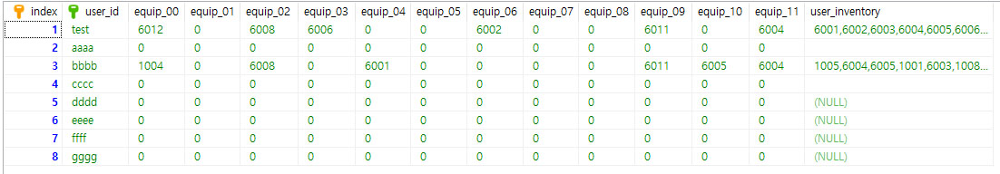 index user_id equip_00 equip_01 equip_02 equip_03 equip_04 equip_05 equip_06 equip_07 equip_08 equip_09 equip_10 equip_11 user_inventory
1 test 6012 0 6008 6006 0 0 6002 0 0 6011 0 6004 6001,6002,6003,6004,6005,6006...
2 aaaa 0 0 0 0 0 0 0 0 0 0 0 0
3 bbbb 1004 0 6008 0 6001 0 0 0 0 6011 6005 6004 1005,6004,6005,1001,6003,1008...
4 cccc 0 0 0 0 0 0 0 0 0 0 0 0
5 dddd 0 0 0 0 0 0 0 0 0 0 0 0 (NULL)
6 eeee 0 0 0 0 0 0 0 0 0 0 0 0 (NULL)
7 ffff 0 0 0 0 0 0 0 0 0 0 0 0 (NULL)
8 gggg 0 0 0 0 0 0 0 0 0 0 0 0 (NULL)